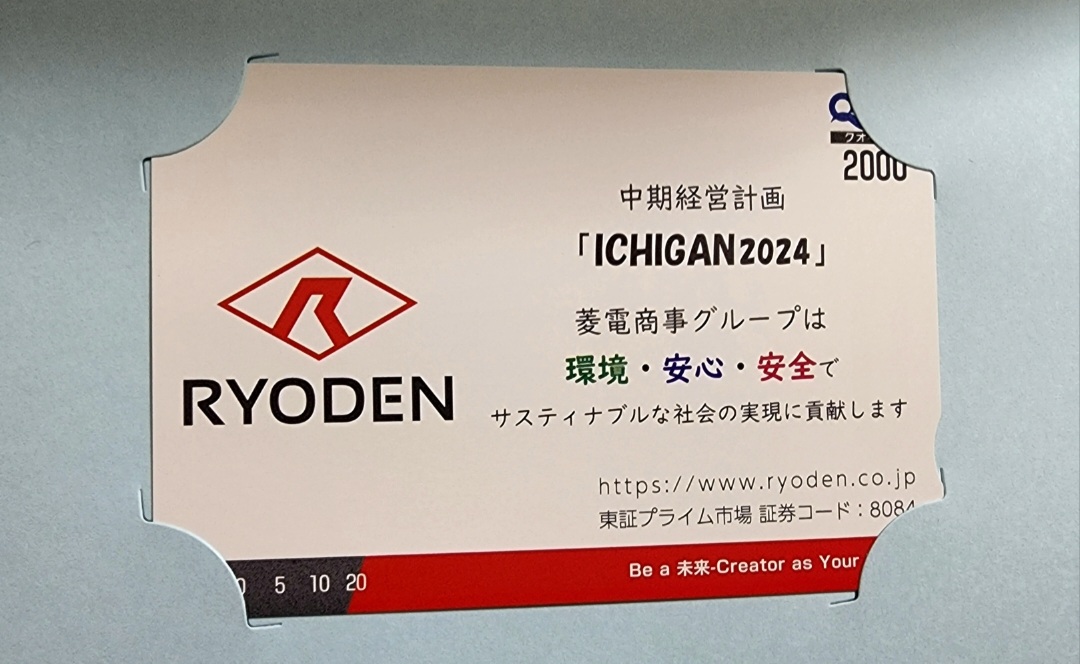 クオ
2000
中期経営計画
「ICHIGAN2024」
菱電商事グループは
環境・安心・安全で
サスティナブルな社会の実現に貢献します
RYODEN
https://www.ryoden.co.jp
東証プライム市場 証券コード：8084
0 5 10 20
Be a 未来-Creator as Your